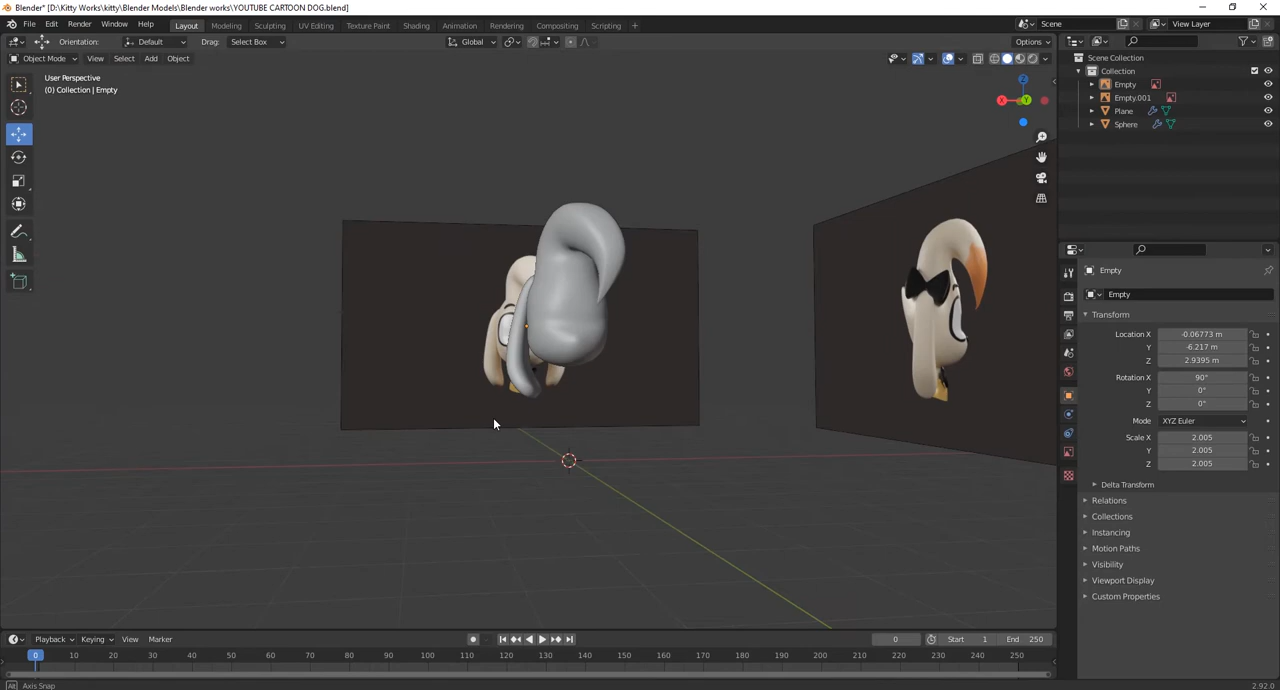 Blender* [D:\Kitty Works\kitty\Blender Models\Blender works\YOUTUBE CARTOON DOG.blend]
File Edit Render Window Help Layout Modeling Sculpting UV Editing Texture Paint Shading Animation Rendering Compositing Scripting + Scene View Layer
Orientation: Default Drag: Select Box Global Options
Object Mode View Select Add Object
User Perspective
(0) Collection | Empty
Z
X Y
Scene Collection
Collection
Empty
Empty.001
Plane
Sphere
Empty
Empty
Transform
Location X -0.06773 m
Y -6.217 m
Z 2.9395 m
Rotation X 90°
Y 0°
Z 0°
Mode XYZ Euler
Scale X 2.005
Y 2.005
Z 2.005
Delta Transform
Relations
Collections
Instancing
Motion Paths
Visibility
Viewport Display
Custom Properties
Playback Keying View Marker 0 Start 1 End 250
0 10 20 30 40 50 60 70 80 90 100 110 120 130 140 150 160 170 180 190 200 210 220 230 240 250
Alt Axis Snap 2.92.0